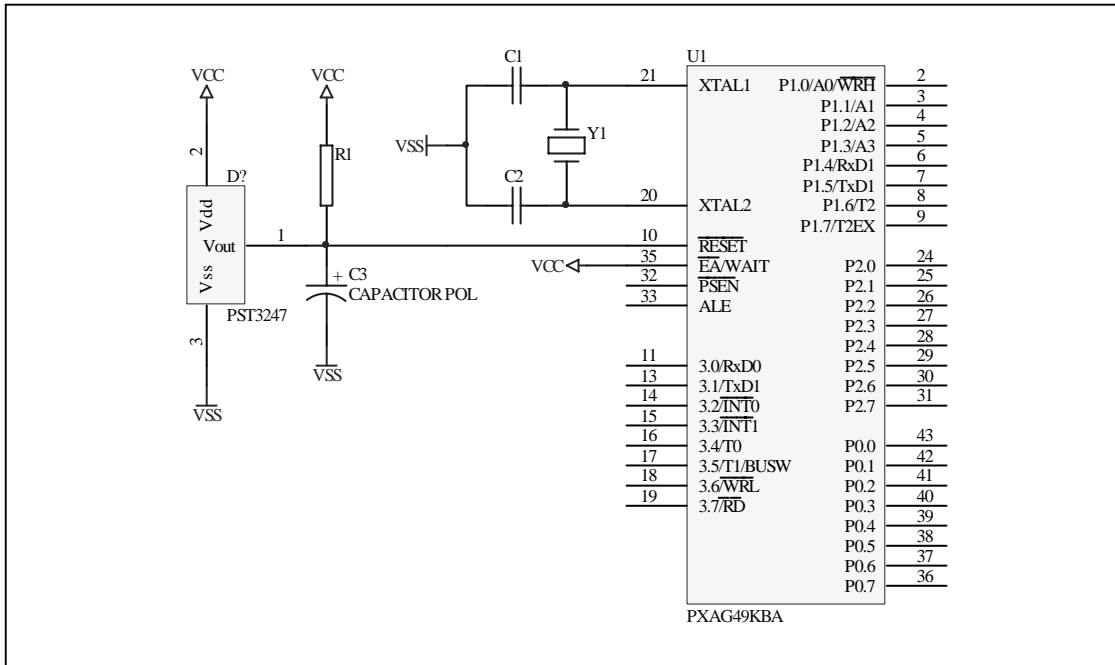 VCC
2
D?
Vdd
Vout
Vss
PST3247
1
3
VSS
VCC
R1
+
C3
CAPACITOR POL
VSS
C1
VSS
Y1
C2
VCC
U1
21 XTAL1
20 XTAL2
10 RESET
35 EA/WAIT
32 PSEN
33 ALE
11 3.0/RxD0
13 3.1/TxD1
14 3.2/INT0
15 3.3/INT1
16 3.4/T0
17 3.5/T1/BUSW
18 3.6/WRL
19 3.7/RD
P1.0/A0/WRH 2
P1.1/A1 3
P1.2/A2 4
P1.3/A3 5
P1.4/RxD1 6
P1.5/TxD1 7
P1.6/T2 8
P1.7/T2EX 9
P2.0 24
P2.1 25
P2.2 26
P2.3 27
P2.4 28
P2.5 29
P2.6 30
P2.7 31
P0.0 43
P0.1 42
P0.2 41
P0.3 40
P0.4 39
P0.5 38
P0.6 37
P0.7 36
PXAG49KBA